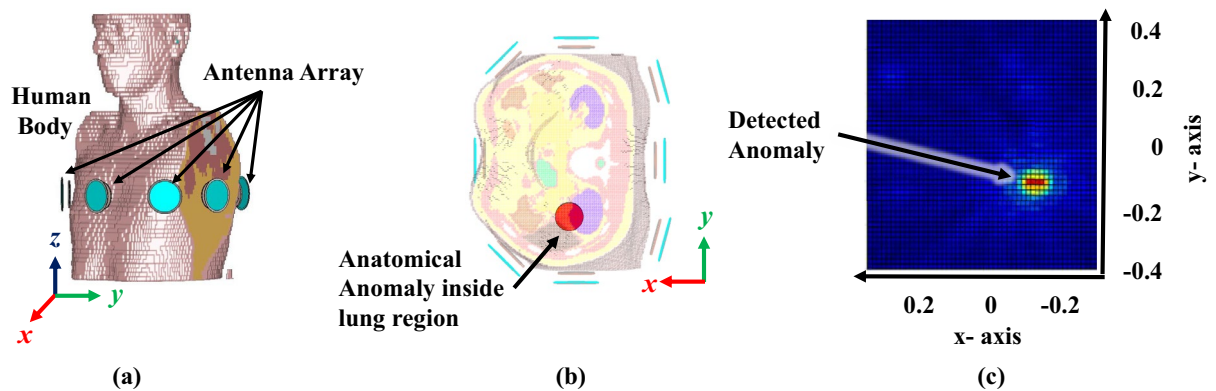 Antenna Array
Human
Body
z
y
x
(a)
Anatomical
Anomaly inside
lung region
y
x
(b)
Detected
Anomaly
0.4
0.2
0
-0.2
-0.4
y- axis
0.2 0 -0.2
x- axis
(c)